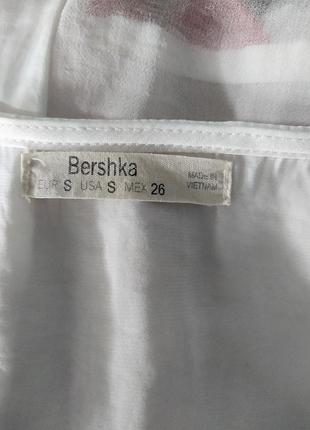 Bershka
EUR S USA S MEX 26
MADE IN
VIETNAM